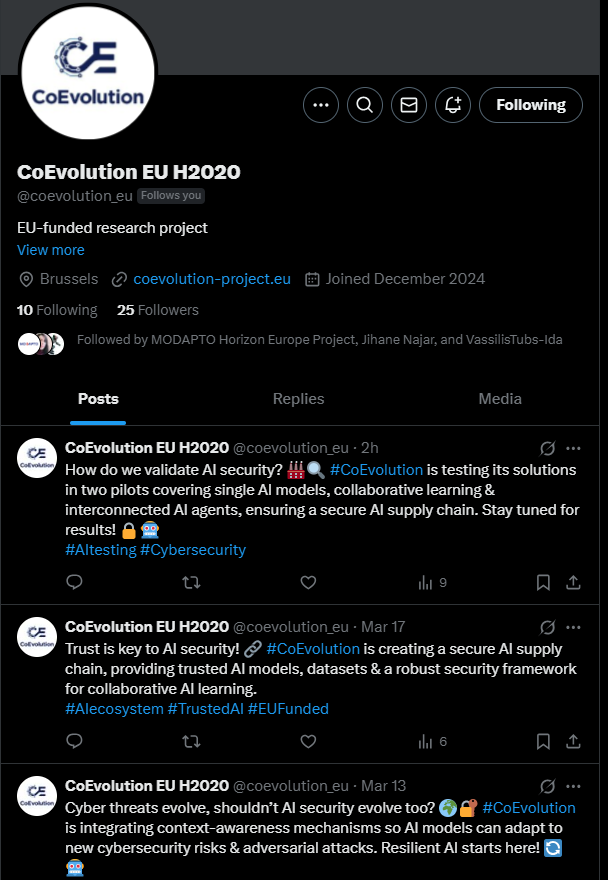 CE
CoEvolution
Following
CoEvolution EU H2020
@coevolution_eu Follows you
EU-funded research project
View more
Brussels coevolution-project.eu Joined December 2024
10 Following 25 Followers
Followed by MODAPTO Horizon Europe Project, Jihane Najar, and VassilisTubs-Ida
Posts Replies Media
CoEvolution EU H2020 @coevolution_eu · 2h
How do we validate AI security? 🏭🔍 #CoEvolution is testing its solutions
in two pilots covering single AI models, collaborative learning &
interconnected AI agents, ensuring a secure AI supply chain. Stay tuned for
results! 🔒 🤖
#AItesting #Cybersecurity
9
CoEvolution EU H2020 @coevolution_eu · Mar 17
Trust is key to AI security! 🔗 #CoEvolution is creating a secure AI supply
chain, providing trusted AI models, datasets & a robust security framework
for collaborative AI learning.
#AIecosystem #TrustedAI #EUFunded
6
CoEvolution EU H2020 @coevolution_eu · Mar 13
Cyber threats evolve, shouldn’t AI security evolve too? 🌍🔐 #CoEvolution
is integrating context-awareness mechanisms so AI models can adapt to
new cybersecurity risks & adversarial attacks. Resilient AI starts here! 🔄
🤖